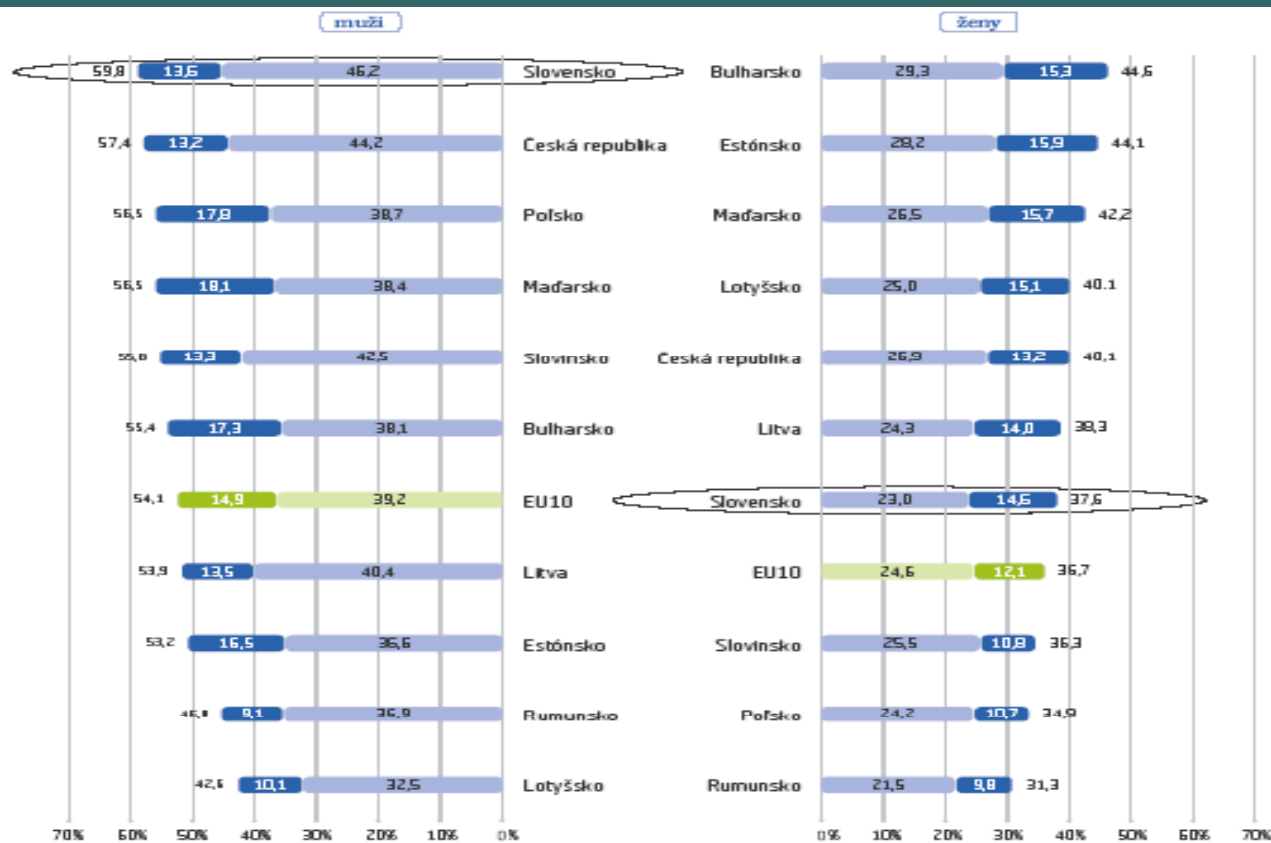 muži
59,8 13,6 46,2 Slovensko
57,4 13,2 44,2 Česká republika
56,5 17,8 38,7 Poľsko
56,5 18,1 38,4 Maďarsko
55,8 13,3 42,5 Slovinsko
55,4 17,3 38,1 Bulharsko
54,1 14,9 39,2 EU10
53,9 13,5 40,4 Litva
53,2 16,5 36,6 Estónsko
9,1 36,9 Rumunsko
42,6 10,1 32,5 Lotyšsko
70% 60% 50% 40% 30% 20% 10% 0%
ženy
Bulharsko 29,3 15,3 44,6
Estónsko 28,2 15,9 44,1
Maďarsko 26,5 15,7 42,2
Lotyšsko 25,0 15,1 40.1
Česká republika 26,9 13,2 40,1
Litva 24,3 14,0 38,3
Slovensko 23,0 14,6 37,6
EU10 24,6 12,1 36,7
Slovinsko 25,5 10,8 36,3
Poľsko 24,2 10,7 34,9
Rumunsko 21,5 9,8 31,3
0% 10% 20% 30% 40% 50% 60% 70%